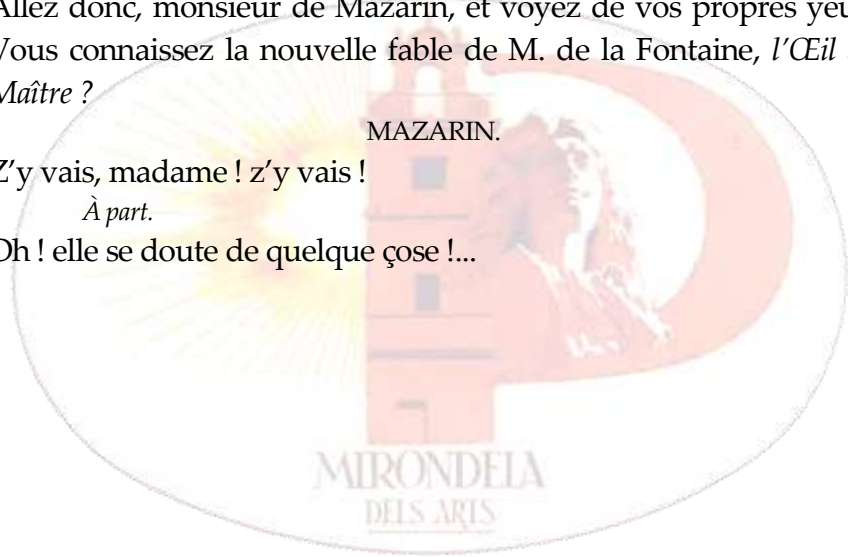 Allez donc, monsieur de Mazarin, et voyez de vos propres
Vous connaissez la nouvelle fable de M. de la Fontaine, l'Œil
Maître ?
MAZARIN.
Z'y vais, madame ! z'y vais !
À part.
Oh ! elle se doute de quelque çose !...
MIRONDELA
DELS ARTS